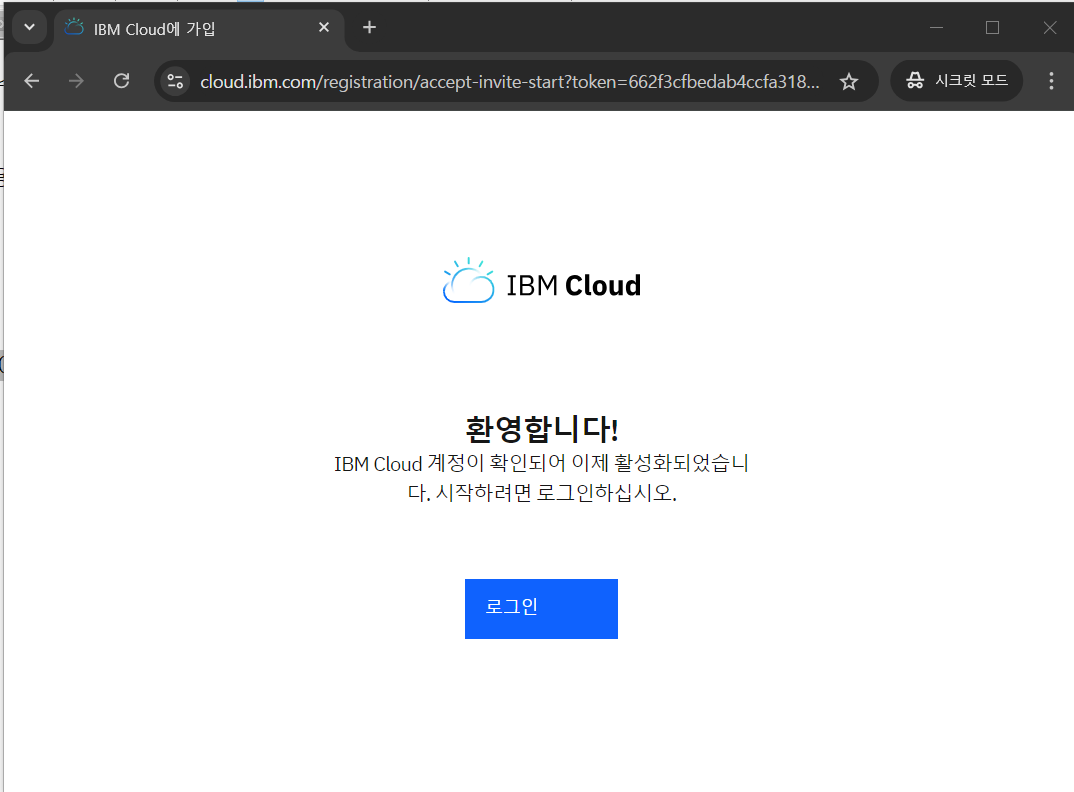 IBM Cloud에 가입
cloud.ibm.com/registration/accept-invite-start?token=662f3cfbedab4ccfa318...
시크릿 모드
IBM Cloud
환영합니다!
IBM Cloud 계정이 확인되어 이제 활성화되었습니
다. 시작하려면 로그인하십시오.
로그인